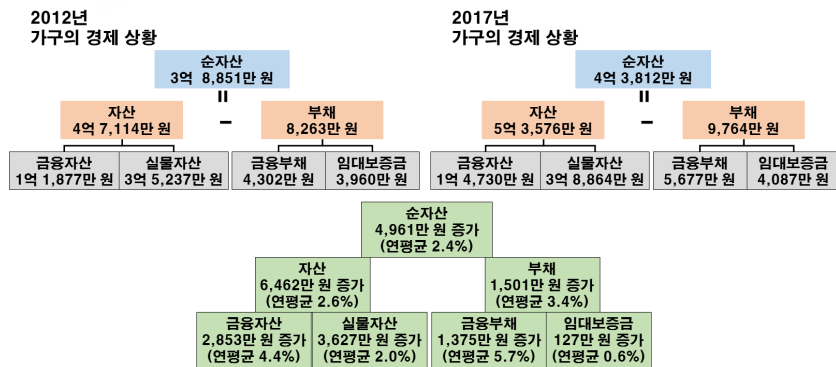 2012년
가구의 경제 상황
순자산
3억 8,851만 원
=
자산
4억 7,114만 원
-
부채
8,263만 원
금융자산
1억 1,877만 원
실물자산
3억 5,237만 원
금융부채
4,302만 원
임대보증금
3,960만 원
2017년
가구의 경제 상황
순자산
4억 3,812만 원
=
자산
5억 3,576만 원
-
부채
9,764만 원
금융자산
1억 4,730만 원
실물자산
3억 8,864만 원
금융부채
5,677만 원
임대보증금
4,087만 원
순자산
4,961만 원 증가
(연평균 2.4%)
자산
6,462만 원 증가
(연평균 2.6%)
부채
1,501만 원 증가
(연평균 3.4%)
금융자산
2,853만 원 증가
(연평균 4.4%)
실물자산
3,627만 원 증가
(연평균 2.0%)
금융부채
1,375만 원 증가
(연평균 5.7%)
임대보증금
127만 원 증가
(연평균 0.6%)